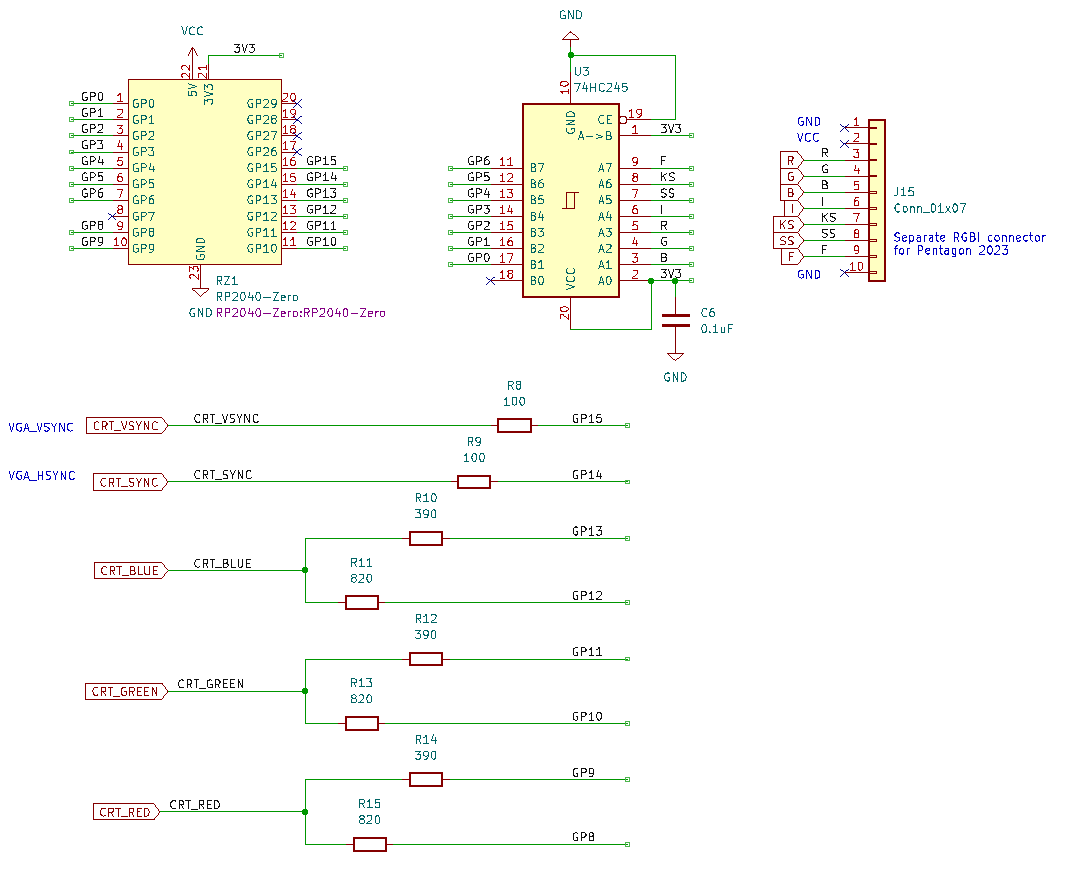 VCC
3V3
22
21
5V
3V3
GP0 1 GP0
GP1 2 GP1
GP2 3 GP2
GP3 4 GP3
GP4 5 GP4
GP5 6 GP5
GP6 7 GP6
8 GP7
GP8 9 GP8
GP9 10 GP9
GP29 20
GP28 19
GP27 18
GP26 17
GP15 16 GP15
GP14 15 GP14
GP13 14 GP13
GP12 13 GP12
GP11 12 GP11
GP10 11 GP10
GND
23
RZ1
RP2040-Zero
GND RP2040-Zero:RP2040-Zero
GND
U3
74HC245
10
GND
CE 19
A->B 1 3V3
GP6 11 B7 A7 9 F
GP5 12 B6 A6 8 KS
GP4 13 B5 A5 7 SS
GP3 14 B4 A4 6 I
GP2 15 B3 A3 5 R
GP1 16 B2 A2 4 G
GP0 17 B1 A1 3 B
18 B0 A0 2 3V3
VCC
20
C6
0.1uF
GND
GND 1
VCC 2
R R 3
G G 4
B B 5
I I 6
KS KS 7
SS SS 8
F F 9
GND 10
J15
Conn_01x07
Separate RGBI connector
for Pentagon 2023
R8
100
VGA_VSYNC CRT_VSYNC CRT_VSYNC GP15
R9
100
VGA_HSYNC CRT_SYNC CRT_SYNC GP14
R10
390
GP13
CRT_BLUE CRT_BLUE
R11
820
GP12
R12
390
GP11
CRT_GREEN CRT_GREEN
R13
820
GP10
R14
390
GP9
CRT_RED CRT_RED
R15
820
GP8